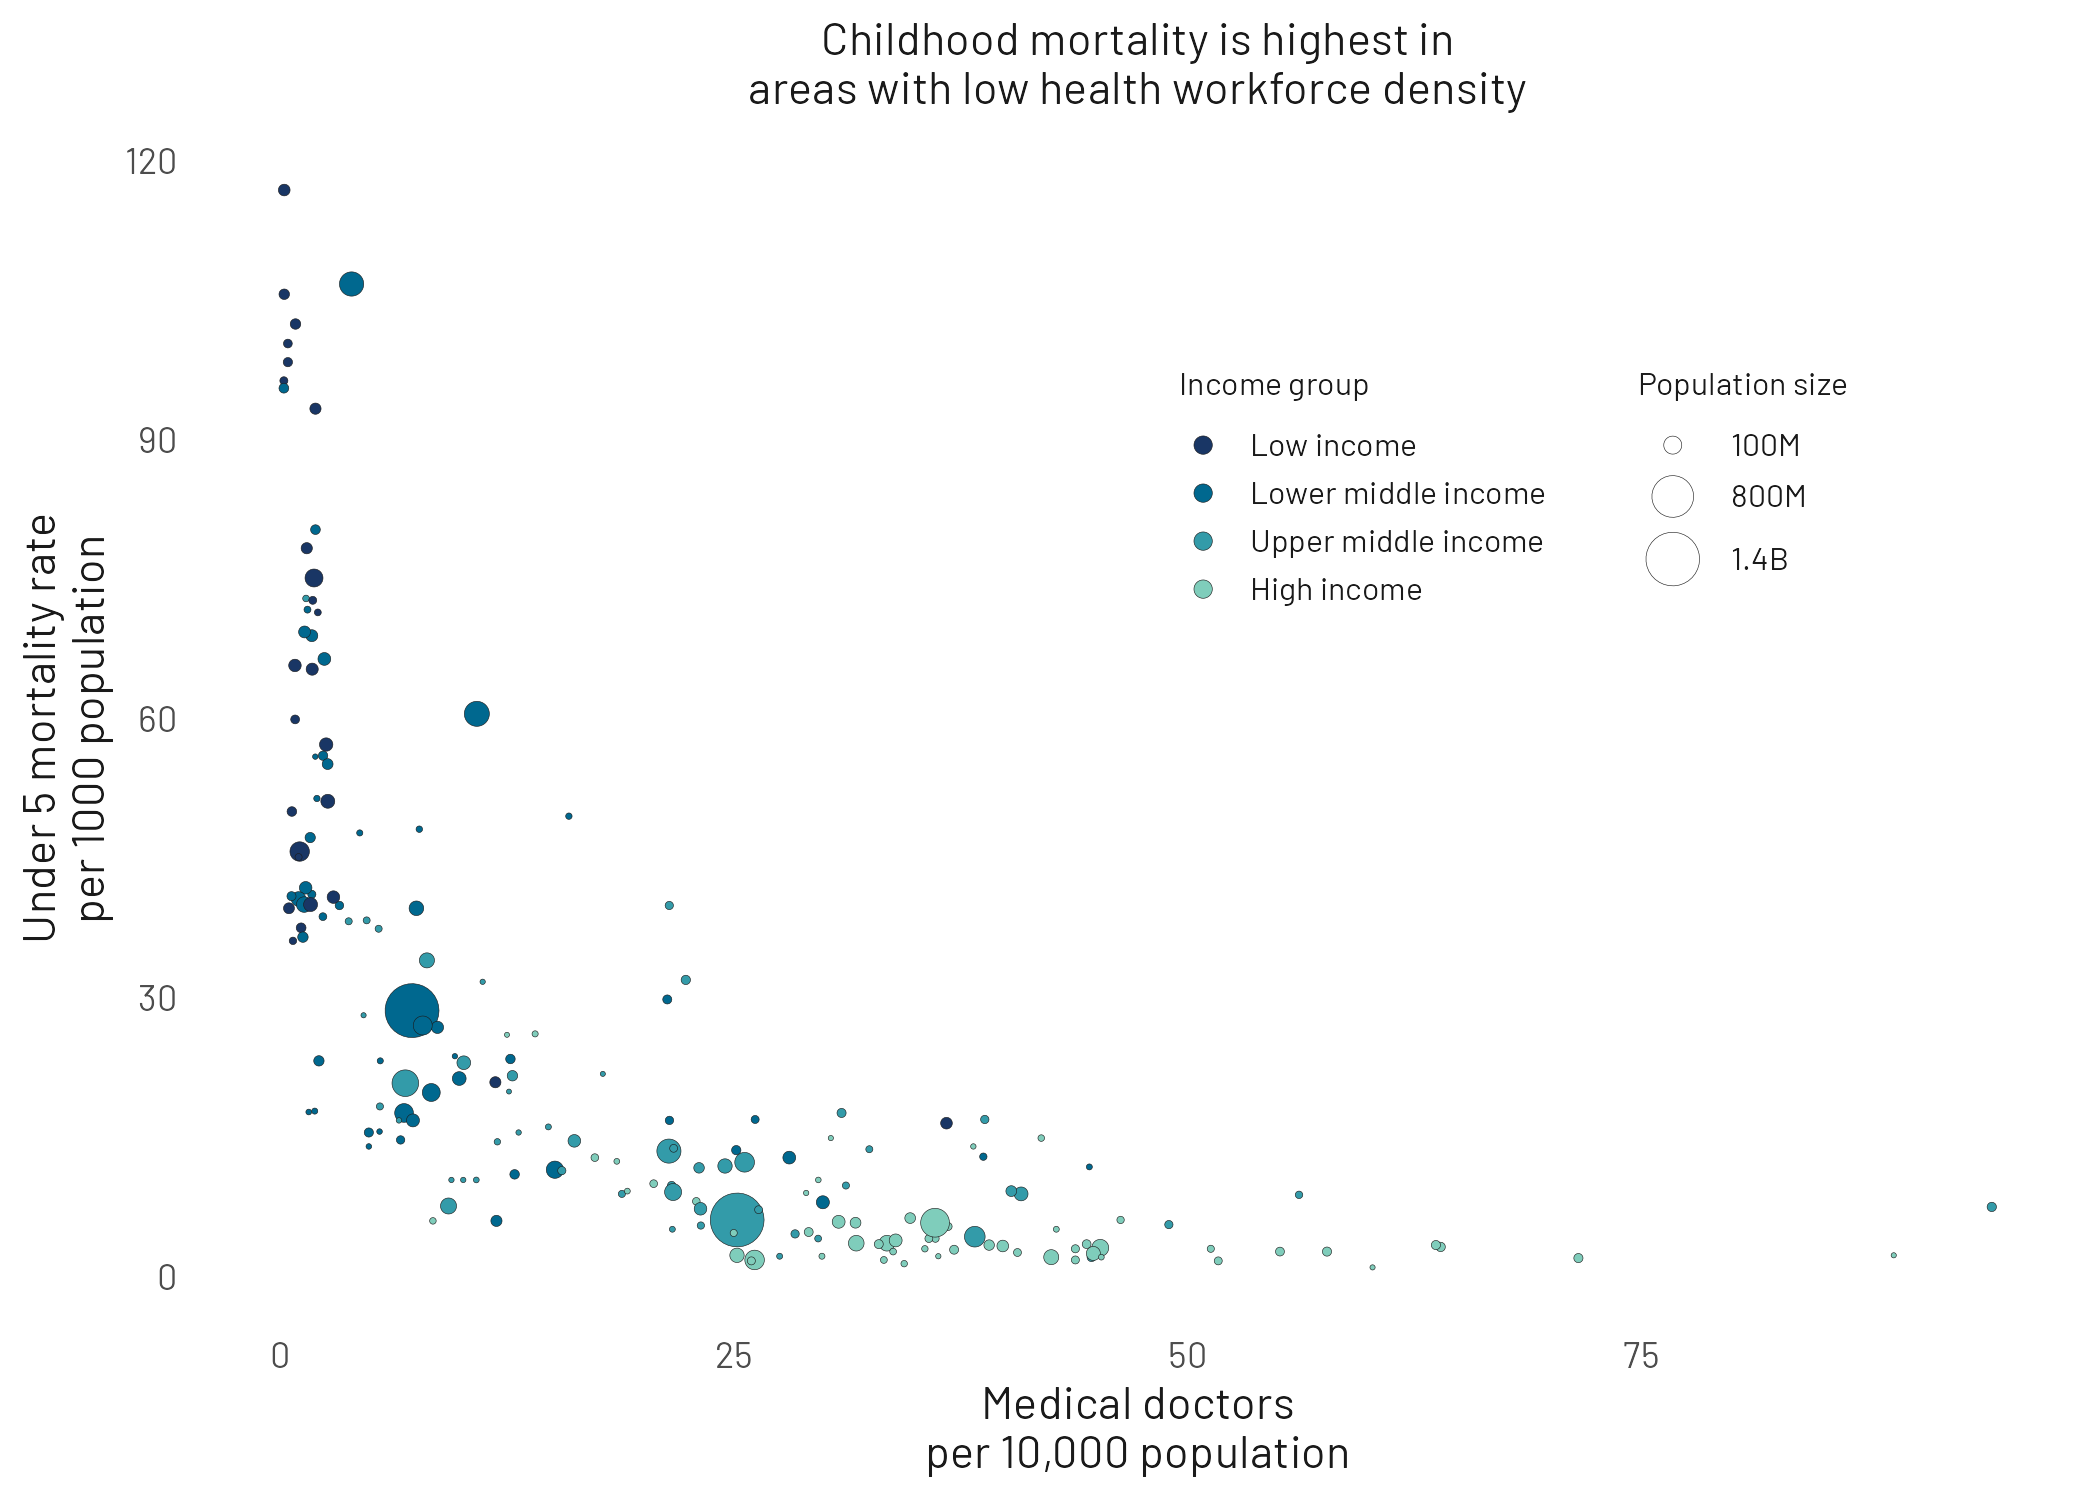 Childhood mortality is highest in
areas with low health workforce density
120
90
60
30
0
Under 5 mortality rate
per 1000 population
Income group
Low income
Lower middle income
Upper middle income
High income
Population size
100M
800M
1.4B
0
25
50
75
Medical doctors
per 10,000 population